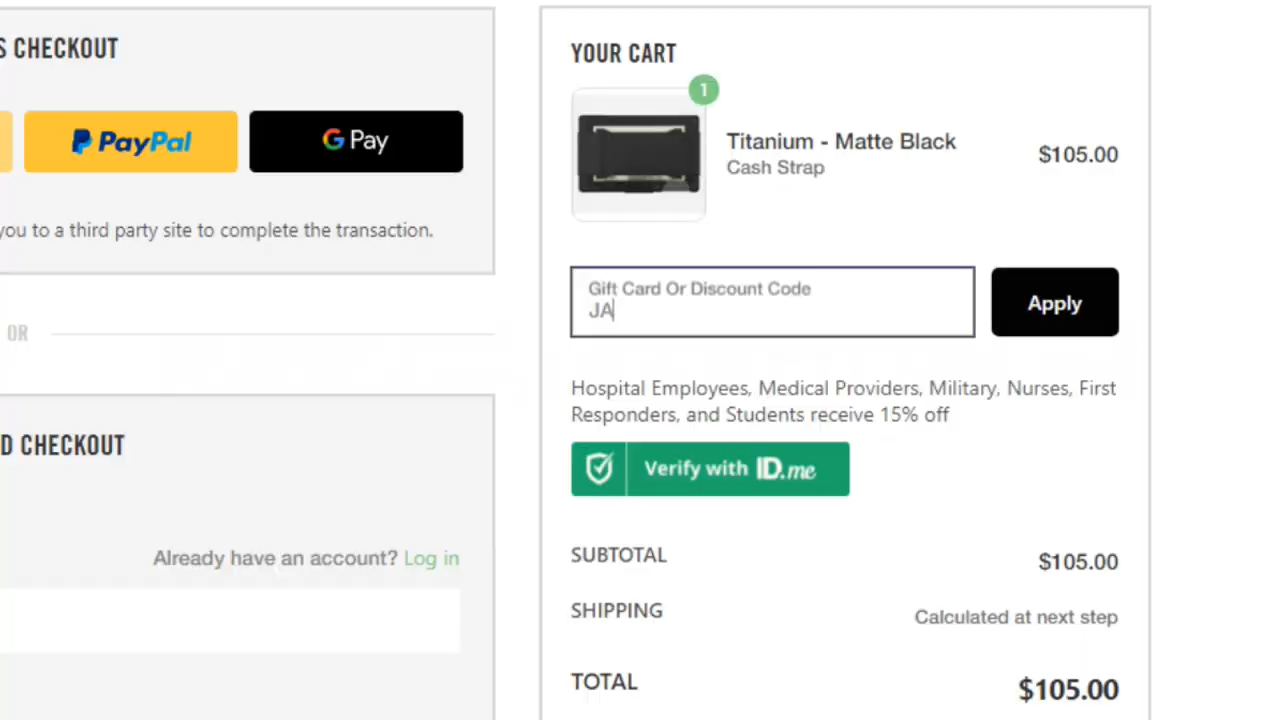 S CHECKOUT
PayPal
G Pay
you to a third party site to complete the transaction.
OR
D CHECKOUT
Already have an account? Log in
YOUR CART
1
Titanium - Matte Black
Cash Strap
$105.00
Gift Card Or Discount Code
JA
Apply
Hospital Employees, Medical Providers, Military, Nurses, First
Responders, and Students receive 15% off
Verify with ID.me
SUBTOTAL
$105.00
SHIPPING
Calculated at next step
TOTAL
$105.00